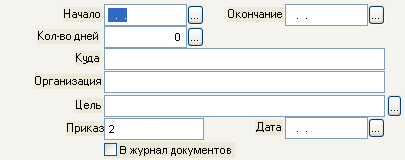 Начало . . ... Окончание . . ...
Кол-во дней 0 ...
Куда
Организация
Цель ...
Приказ 2 Дата . . ...
В журнал документов